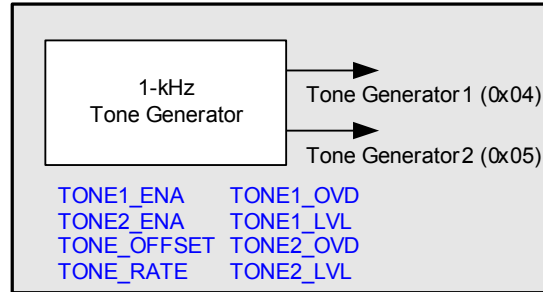 1-kHz
Tone Generator
Tone Generator1 (0x04)
Tone Generator2 (0x05)
TONE1_ENA TONE1_OVD
TONE2_ENA TONE1_LVL
TONE_OFFSET TONE2_OVD
TONE_RATE TONE2_LVL